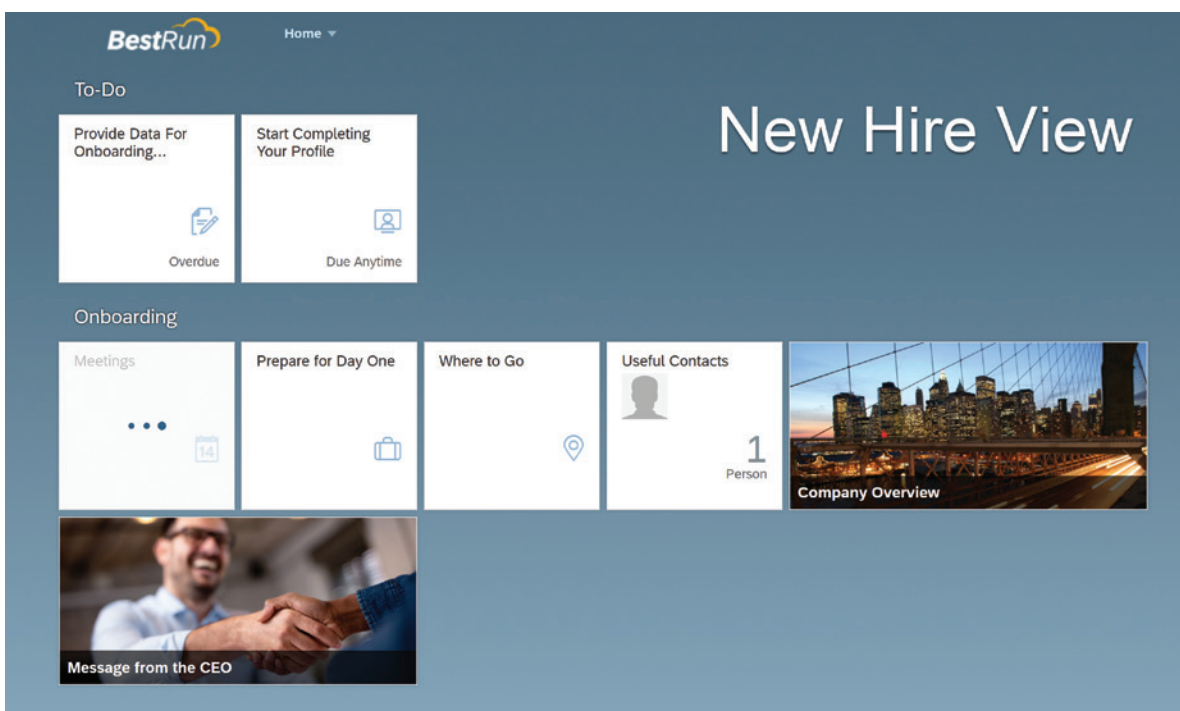 BestRun
Home
To-Do
New Hire View
Provide Data For
Onboarding...
Overdue
Start Completing
Your Profile
Due Anytime
Onboarding
Meetings
14
Prepare for Day One
Where to Go
Useful Contacts
1
Person
Company Overview
Message from the CEO